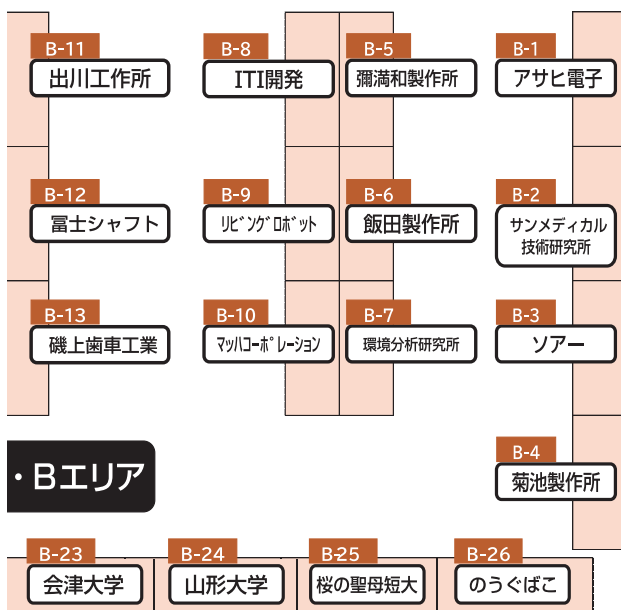 B-11
出川工作所
B-8
ITI開発
B-5
彌満和製作所
B-1
アサヒ電子
B-12
冨士シャフト
B-9
リビングロボット
B-6
飯田製作所
B-2
サンメディカル
技術研究所
B-13
磯上歯車工業
B-10
マッハコーポレーション
B-7
環境分析研究所
B-3
ソアー
・Bエリア
B-4
菊池製作所
B-23
会津大学
B-24
山形大学
B-25
桜の聖母短大
B-26
のうぐばこ